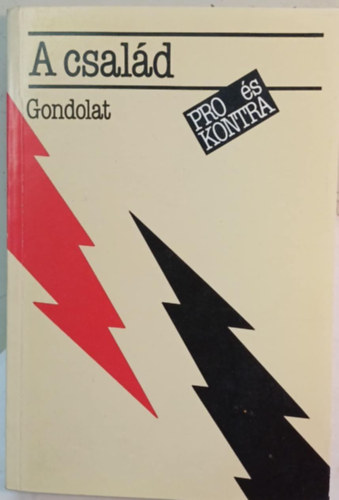 A család
Gondolat
PRO és
KONTRA